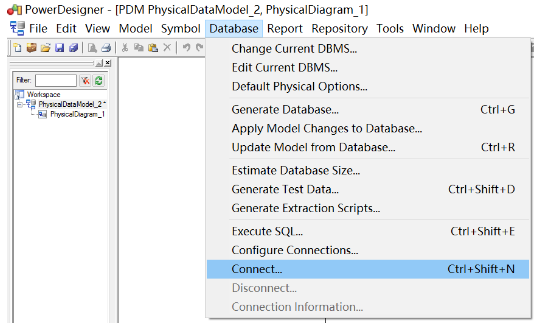 PowerDesigner - [PDM PhysicalDataModel_2, PhysicalDiagram_1]
File Edit View Model Symbol Database Report Repository Tools Window Help
Change Current DBMS...
Edit Current DBMS...
Default Physical Options...
Filter:
Workspace
PhysicalDataModel_2 *
PhysicalDiagram_1
Generate Database... Ctrl+G
Apply Model Changes to Database...
Update Model from Database... Ctrl+R
Estimate Database Size...
Generate Test Data... Ctrl+Shift+D
Generate Extraction Scripts...
Execute SQL... Ctrl+Shift+E
Configure Connections...
Connect... Ctrl+Shift+N
Disconnect...
Connection Information...